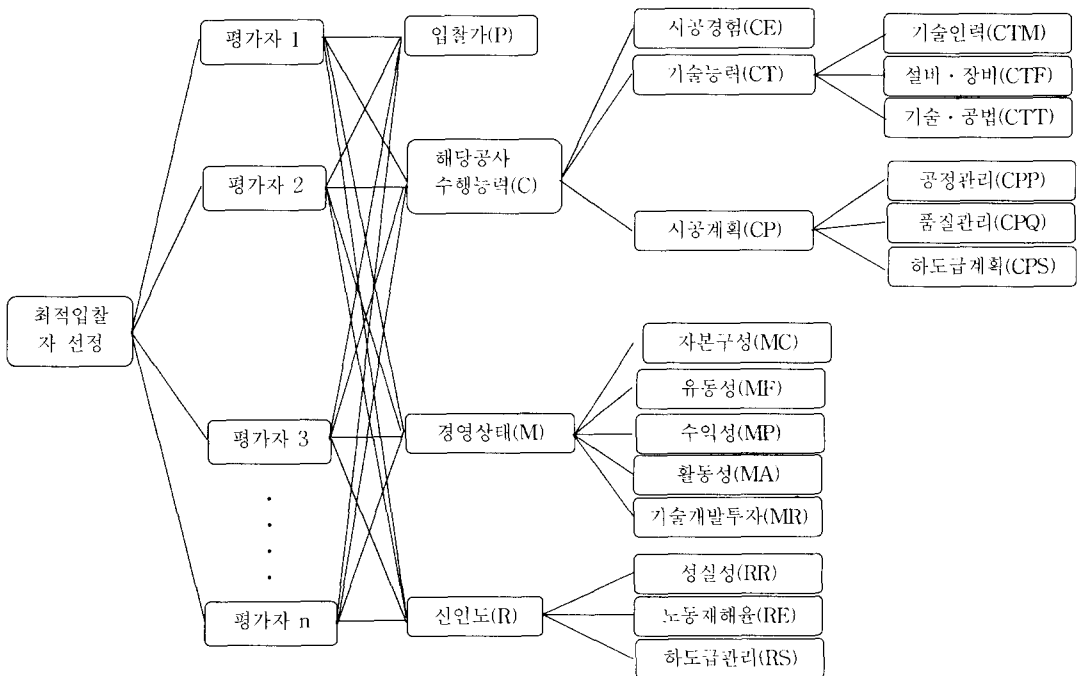 최적입찰
자 선정
평가자 1
평가자 2
평가자 3
평가자 n
입찰가(P)
해당공사
수행능력(C)
경영상태(M)
신인도(R)
시공경험(CE)
기술능력(CT)
시공계획(CP)
자본구성(MC)
유동성(MF)
수익성(MP)
활동성(MA)
기술개발투자(MR)
성실성(RR)
노동재해율(RE)
하도급관리(RS)
기술인력(CTM)
설비·장비(CTF)
기술·공법(CTT)
공정관리(CPP)
품질관리(CPQ)
하도급계획(CPS)